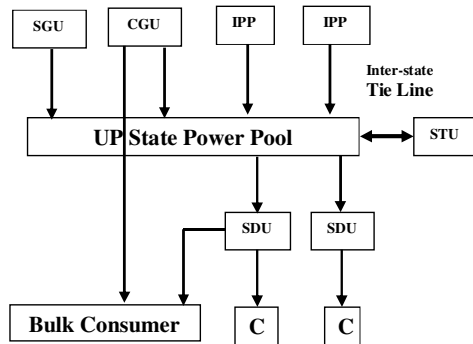 SGU
CGU
IPP
IPP
Inter-state
Tie Line
UP State Power Pool
STU
SDU
SDU
Bulk Consumer
C
C